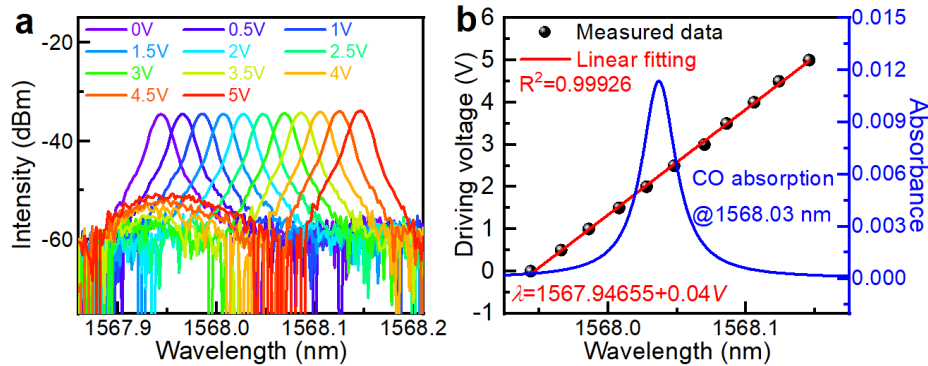 a
-20
-40
-60
Intensity (dBm)
0V 0.5V 1V
1.5V 2V 2.5V
3V 3.5V 4V
4.5V 5V
1567.9 1568.0 1568.1 1568.2
Wavelength (nm)
b
6
5
4
3
2
1
0
-1
Driving voltage (V)
Measured data
Linear fitting
R²=0.99926
CO absorption
@1568.03 nm
λ=1567.94655+0.04V
1568.0 1568.1
Wavelength (nm)
0.015
0.012
0.009
0.006
0.003
0.000
Absorbance